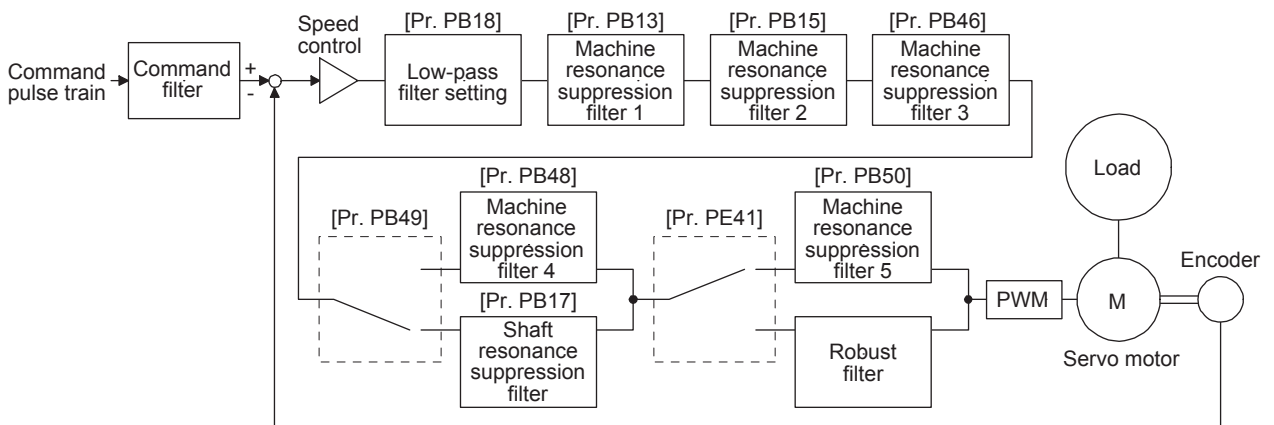 Speed
control
[Pr. PB18]
[Pr. PB13]
[Pr. PB15]
[Pr. PB46]
Command
pulse train
Command
filter
+
-
Low-pass
filter setting
Machine
resonance
suppression
filter 1
Machine
resonance
suppression
filter 2
Machine
resonance
suppression
filter 3
Load
[Pr. PB49]
[Pr. PB48]
Machine
resonance
suppression
filter 4
[Pr. PB17]
Shaft
resonance
suppression
filter
[Pr. PE41]
[Pr. PB50]
Machine
resonance
suppression
filter 5
Robust
filter
PWM
M
Servo motor
Encoder